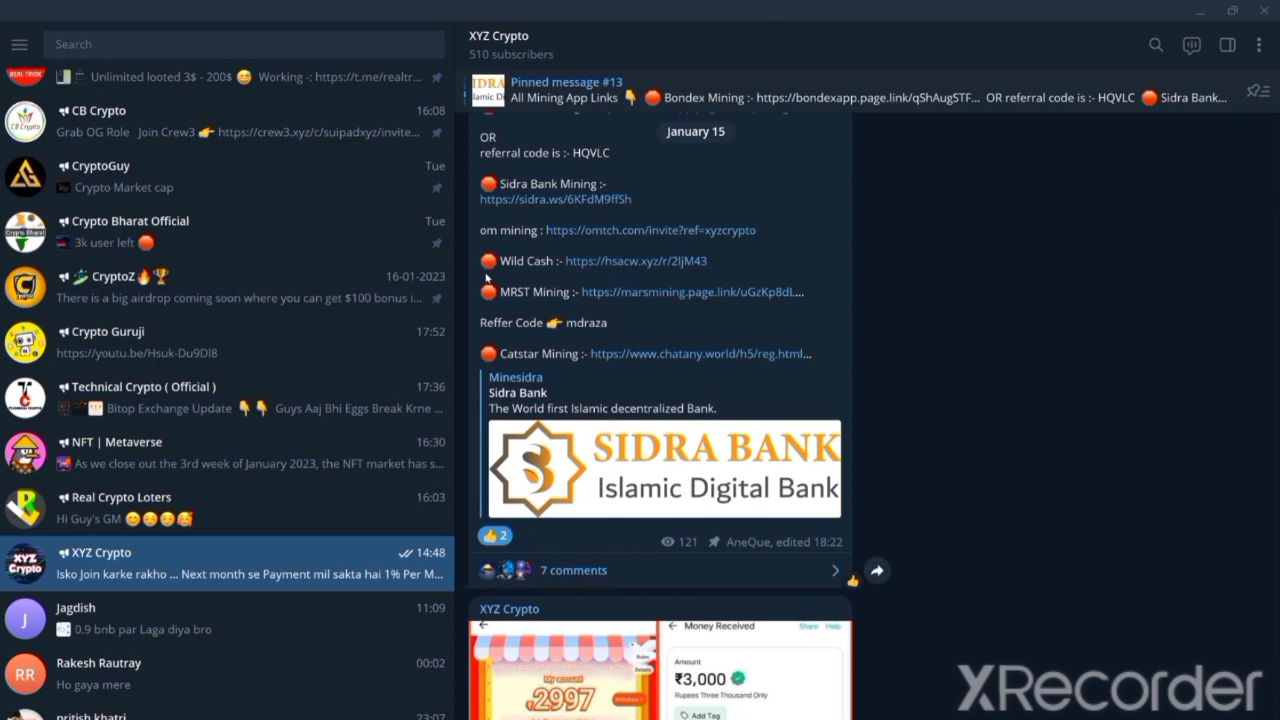 Search
REAL TRICK
Unlimited looted 3$ - 200$ 😅 Working -: https://t.me/realtr...
CB Crypto
16:08
Grab OG Role Join Crew3 👉 https://crew3.xyz/c/suipadxyz/invite...
CryptoGuy
Tue
Crypto Market cap
Crypto Bharat Official
Tue
3k user left 🛑
CryptoZ🔥🏆
16-01-2023
There is a big airdrop coming soon where you can get $100 bonus i...
Crypto Guruji
17:52
https://youtu.be/Hsuk-Du9DI8
Technical Crypto ( Official )
17:36
Bitop Exchange Update 👇 👇 Guys Aaj Bhi Eggs Break Krne ...
NFT | Metaverse
16:30
As we close out the 3rd week of January 2023, the NFT market has s...
Real Crypto Loters
16:03
Hi Guy's GM 😀☺️☺️🥰
XYZ Crypto
14:48
Isko Join karke rakho ... Next month se Payment mil sakta hai 1% Per M...
J
Jagdish
11:09
0.9 bnb par Laga diya bro
RR
Rakesh Rauray
00:02
Ho gaya mere
pritish khatri
23:07
XYZ Crypto
510 subscribers
Pinned message #13
All Mining App Links 👇 🛑 Bondex Mining :- https://bondexapp.page.link/qShAugSTF... OR referral code is :- HQVLC 🛑 Sidra Bank...
January 15
OR
referral code is :- HQVLC
🛑 Sidra Bank Mining :-
https://sidra.ws/6KFdM9ffSh
om mining : https://omtch.com/invite?ref=xyzcrypto
🛑 Wild Cash :- https://hsacw.xyz/r/2ljM43
🛑 MRST Mining :- https://marsmining.page.link/uGzKp8dL...
Reffer Code 👉 mdraza
🛑 Catstar Mining :- https://www.chatany.world/h5/reg.html...
Minesidra
Sidra Bank
The World first Islamic decentralized Bank.
SIDRA BANK
Islamic Digital Bank
👍 2
121
AneQue, edited 18:22
7 comments
XYZ Crypto
My account
2997
Rules
Details
Money Received
Share Help
Amount
₹3,000
Rupees Three Thousand Only
Add Tag
XRecorder